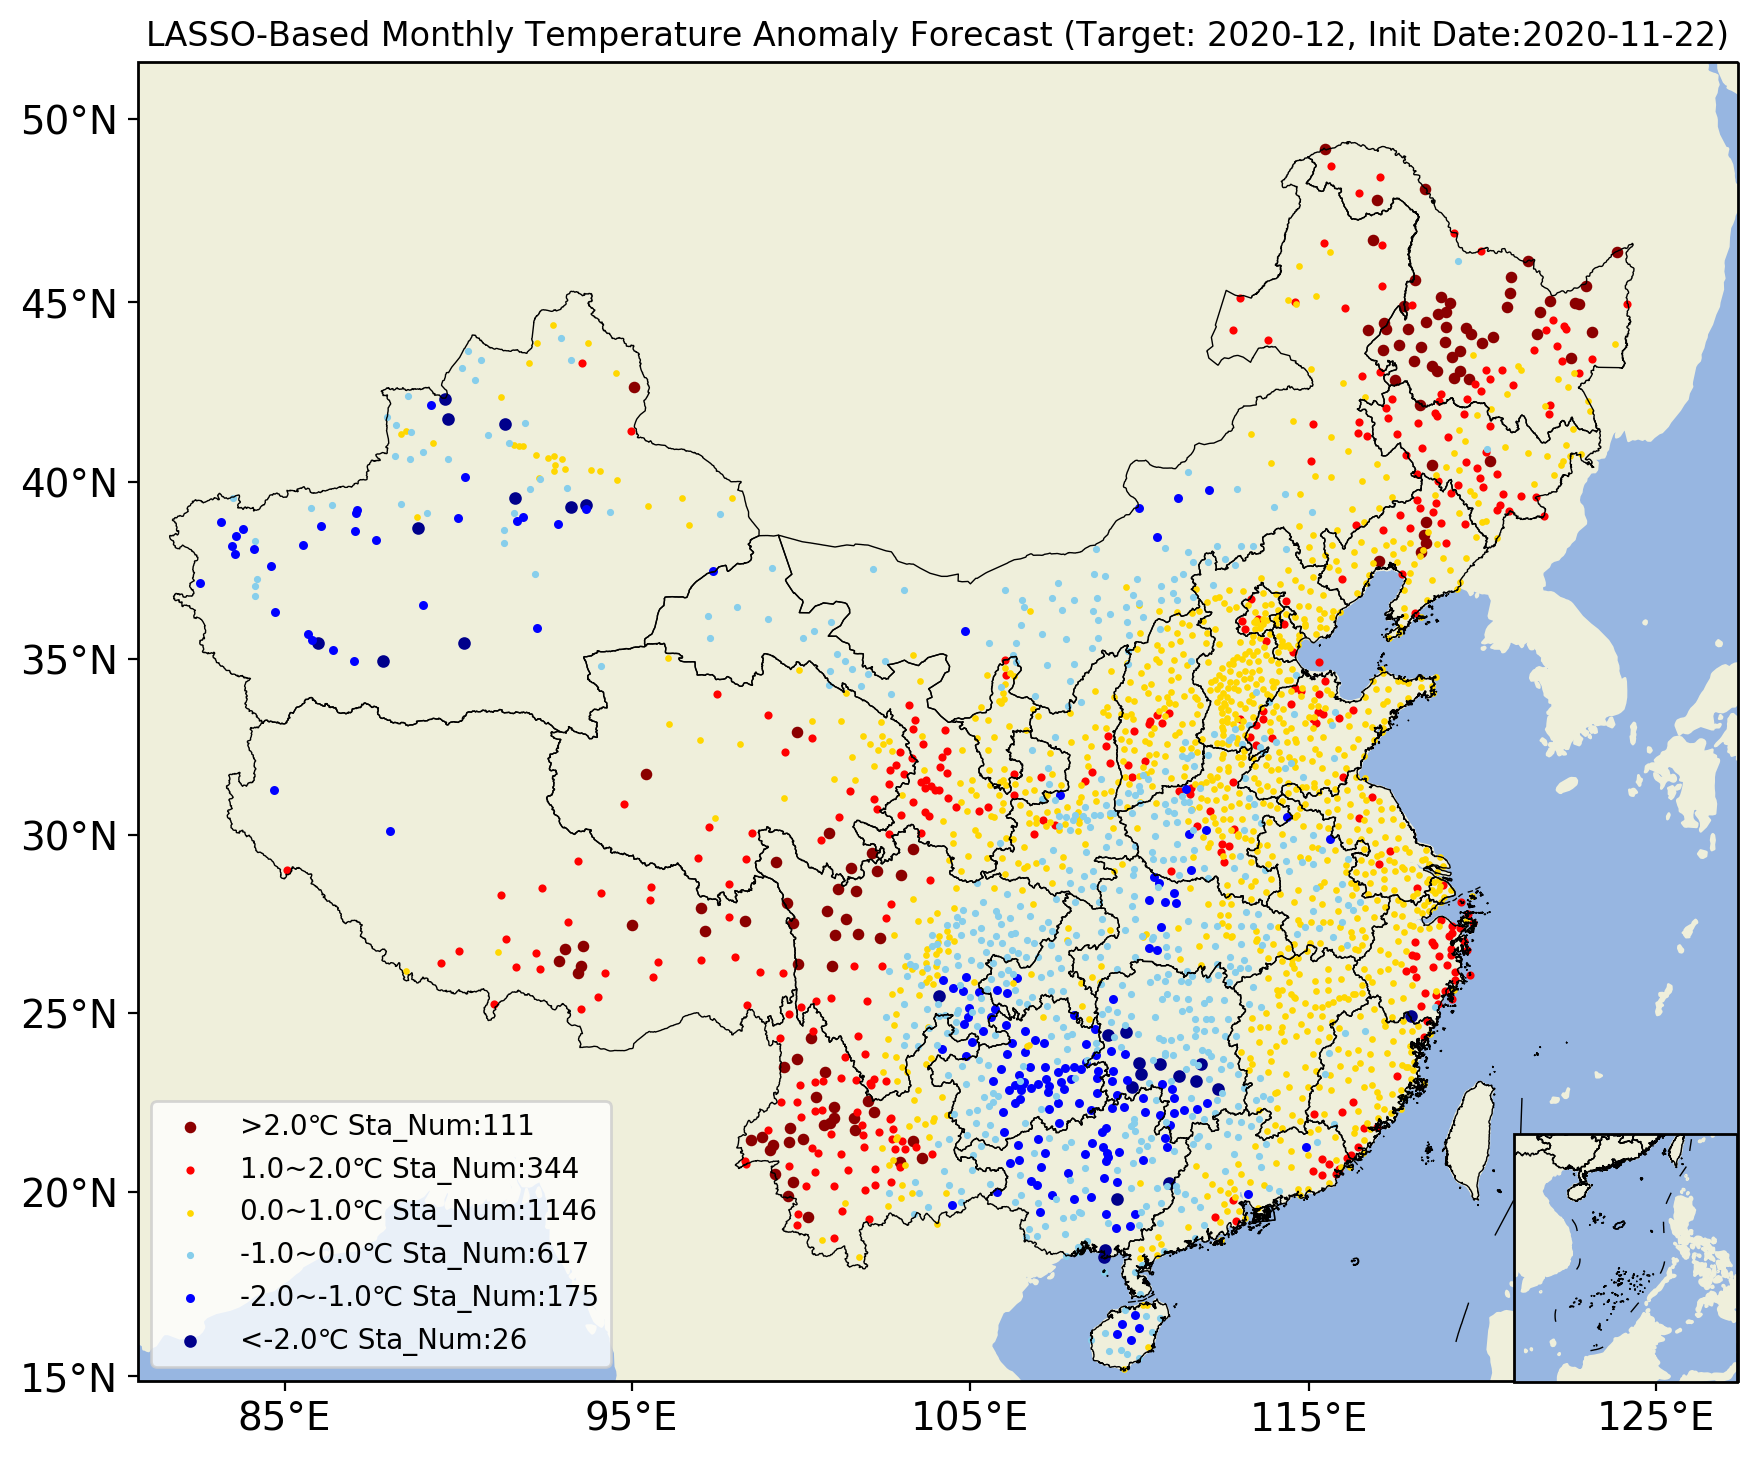 LASSO-Based Monthly Temperature Anomaly Forecast (Target: 2020-12, Init Date:2020-11-22)
50°N
45°N
40°N
35°N
30°N
25°N
20°N
15°N
>2.0℃ Sta_Num:111
1.0~2.0℃ Sta_Num:344
0.0~1.0℃ Sta_Num:1146
-1.0~0.0℃ Sta_Num:617
-2.0~-1.0℃ Sta_Num:175
<-2.0℃ Sta_Num:26
85°E
95°E
105°E
115°E
125°E